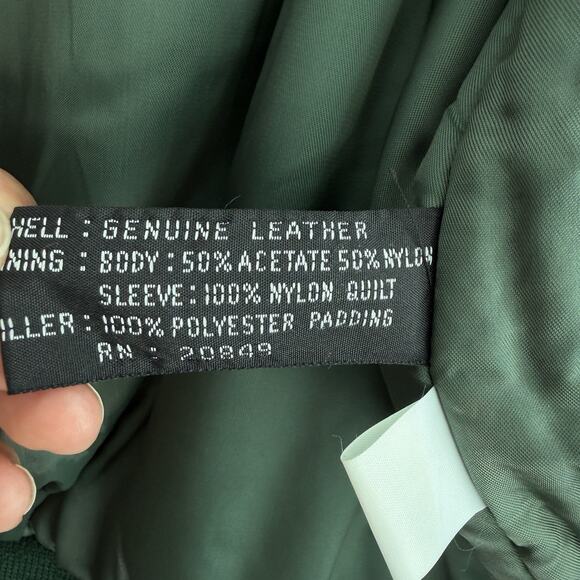 HELL : GENUINE LEATHER
NING : BODY : 50% ACETATE 50% NYLON
SLEEVE : 100% NYLON QUILT
ILLER : 100% POLYESTER PADDING
RN : 20849